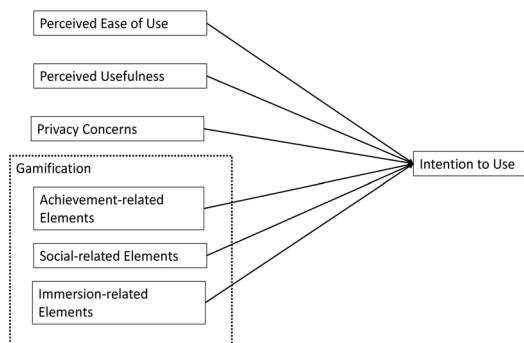 Perceived Ease of Use
Perceived Usefulness
Privacy Concerns
Intention to Use
Gamification
Achievement-related
Elements
Social-related Elements
Immersion-related
Elements